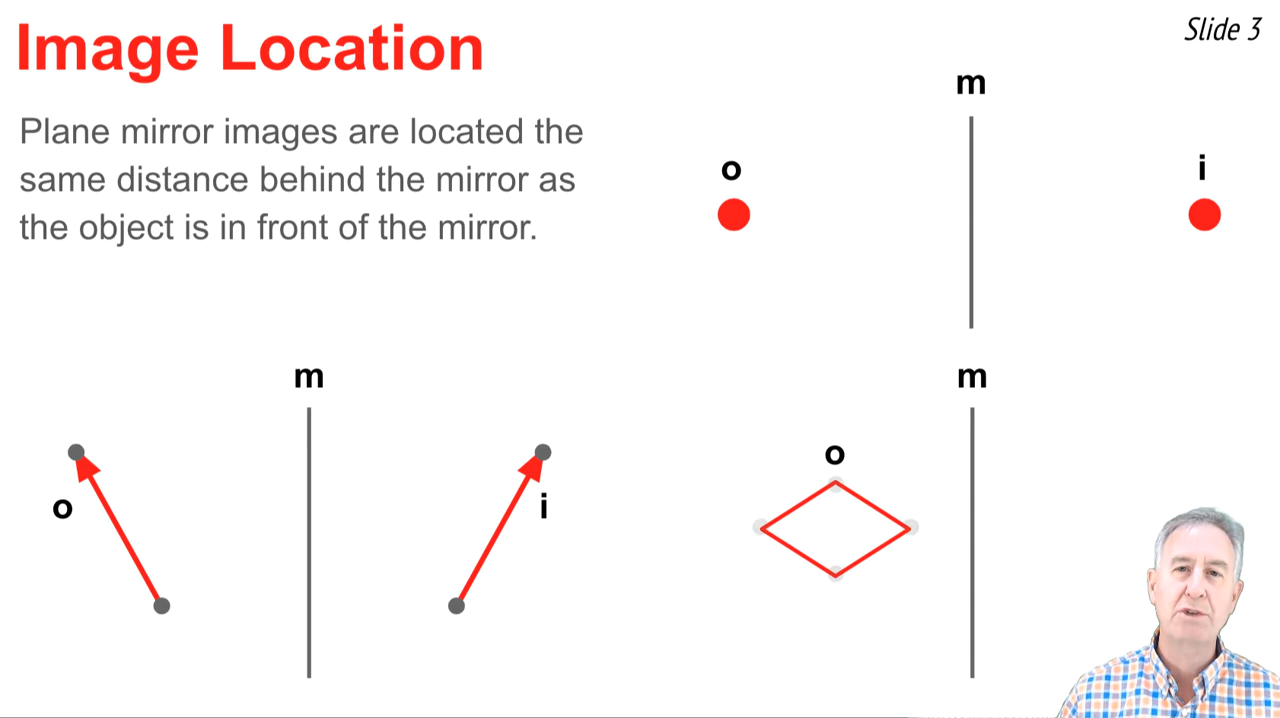 Image Location
Slide 3
Plane mirror images are located the
same distance behind the mirror as
the object is in front of the mirror.
m
o
i
m
o
i
m
o